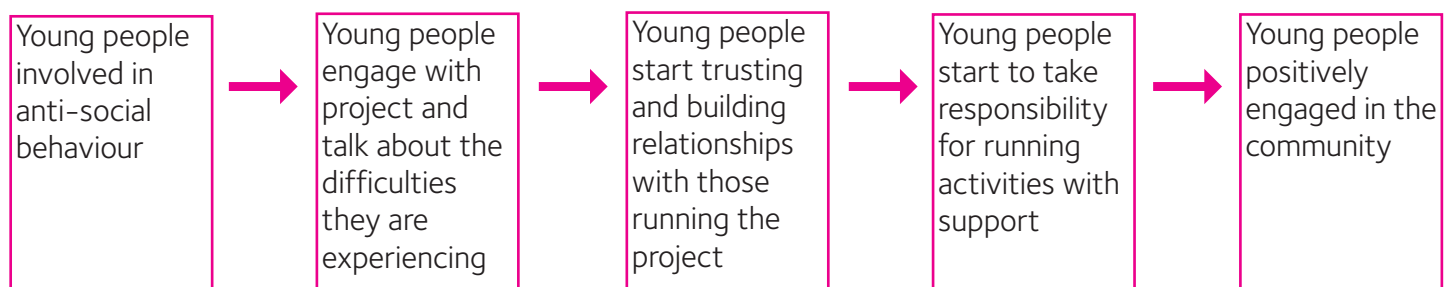 Young people
involved in
anti-social
behaviour
Young people
engage with
project and
talk about the
difficulties
they are
experiencing
Young people
start trusting
and building
relationships
with those
running the
project
Young people
start to take
responsibility
for running
activities with
support
Young people
positively
engaged in the
community